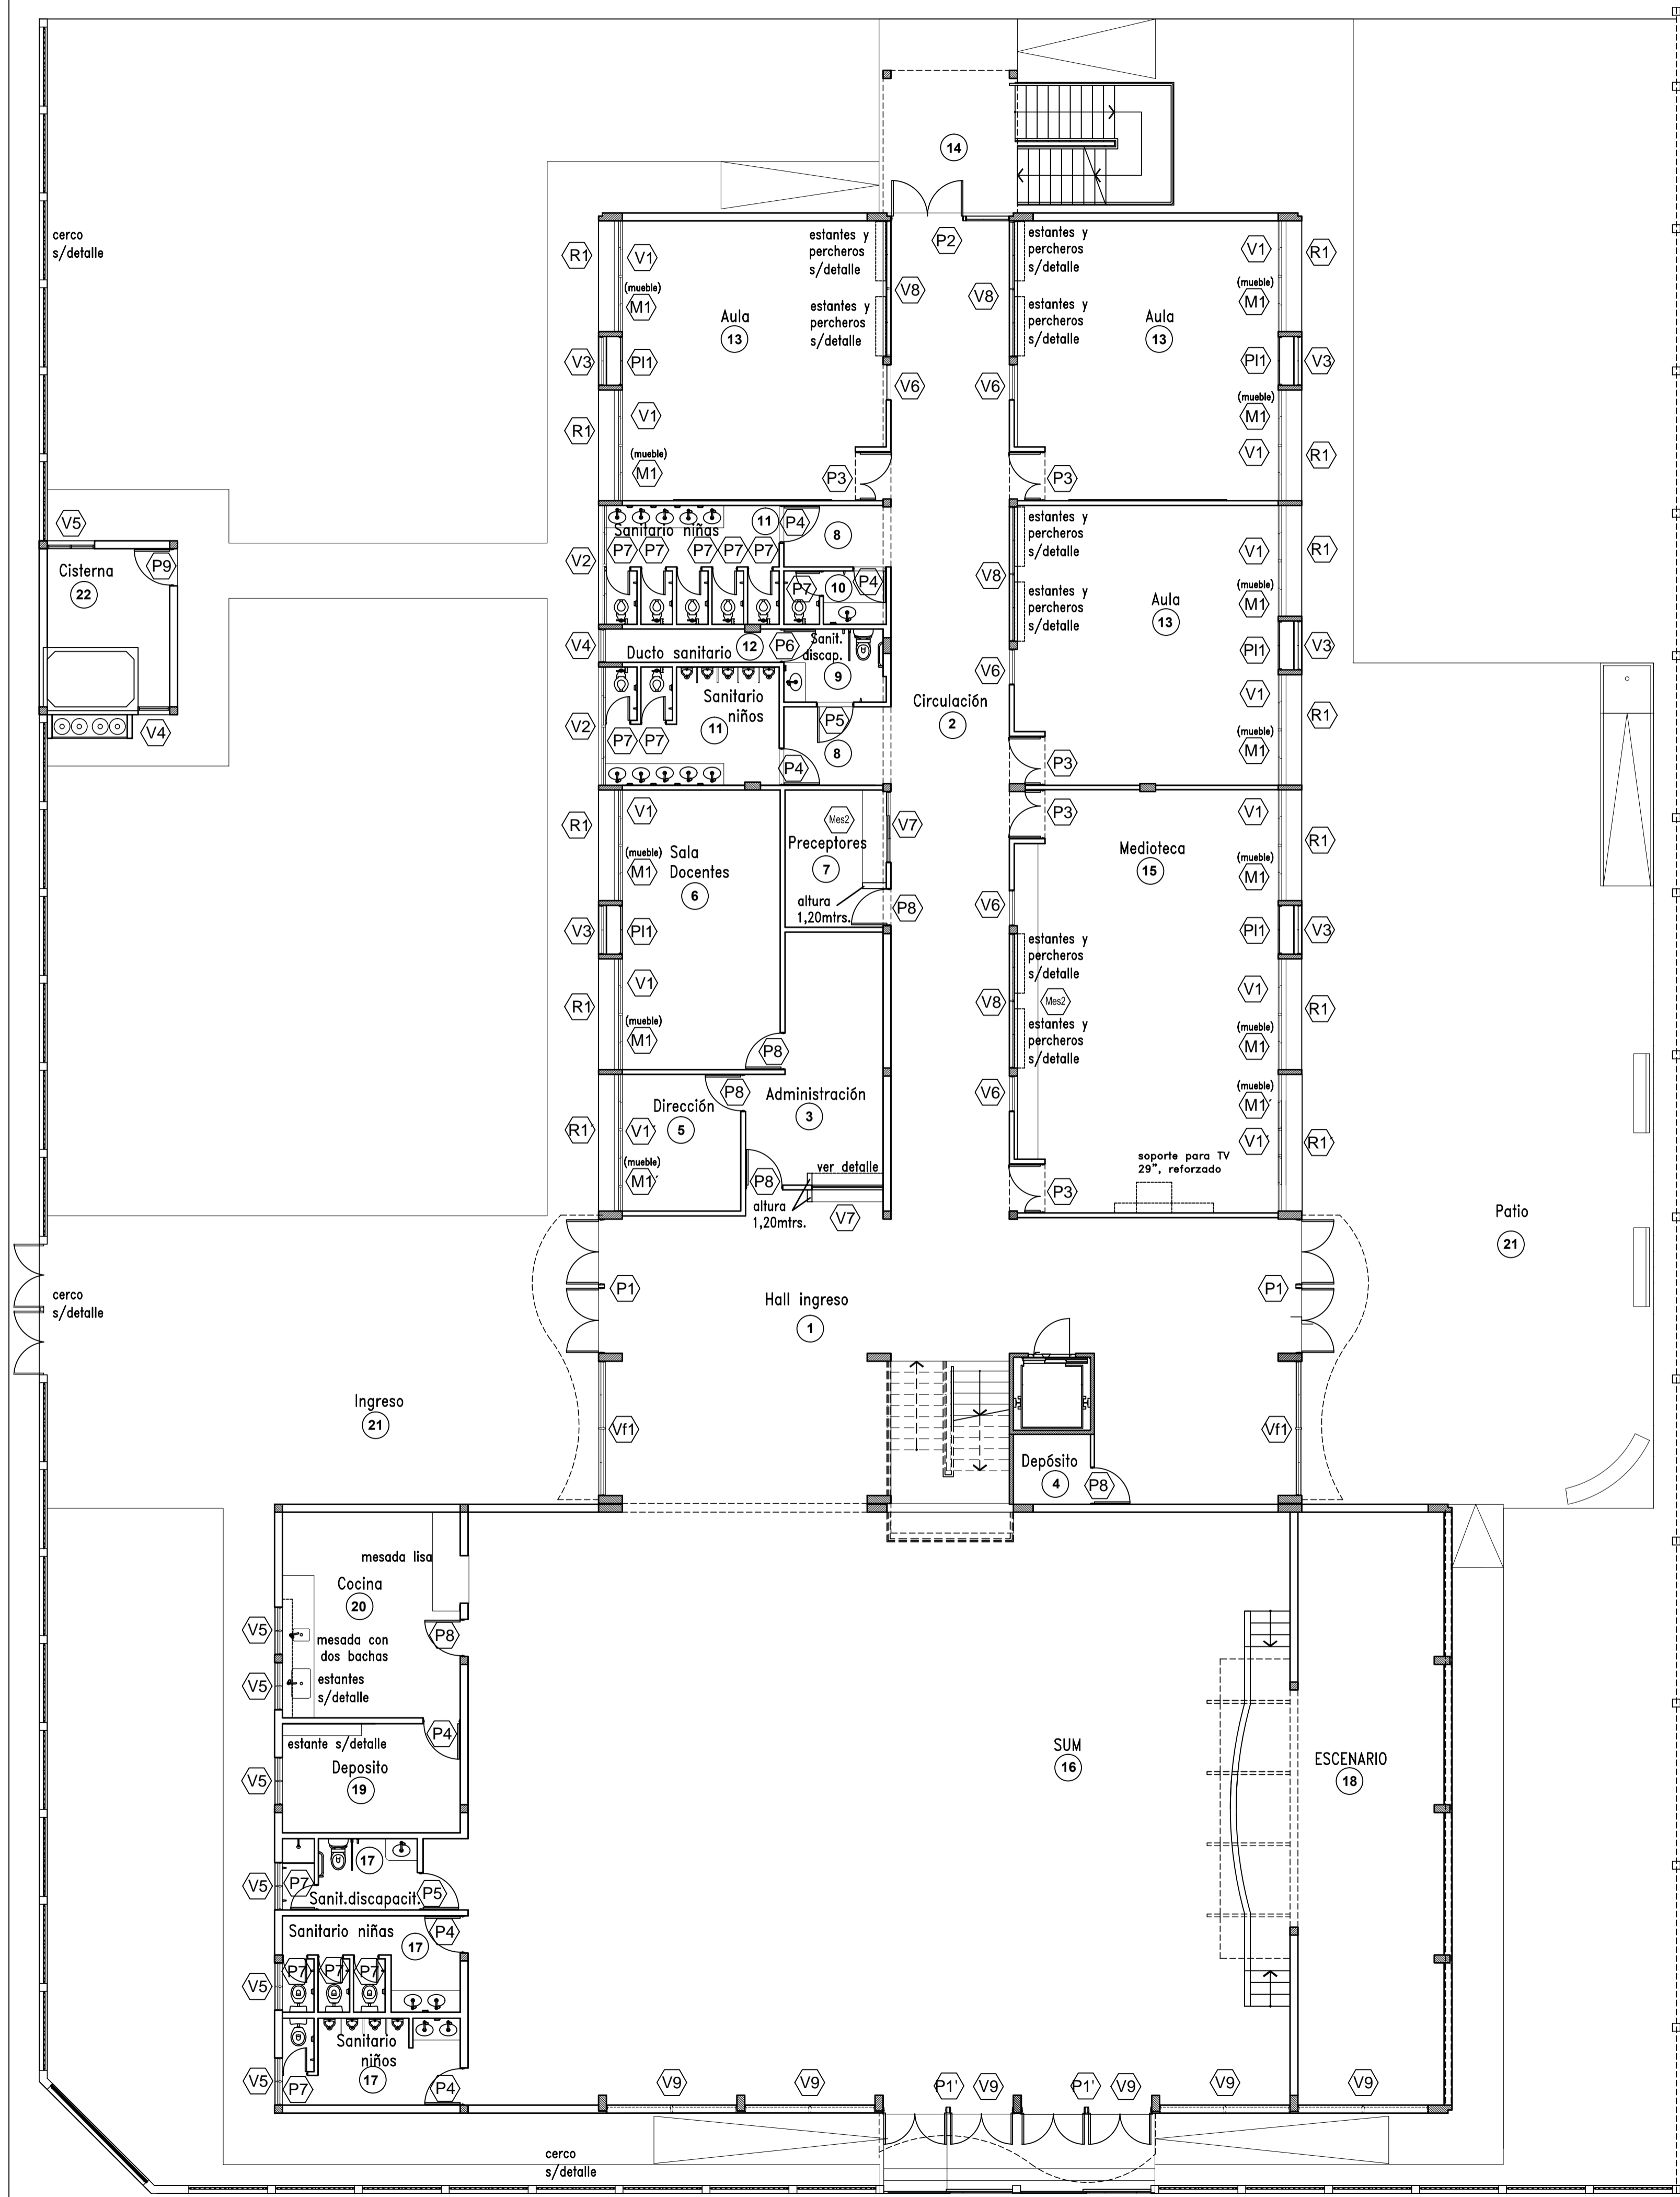 14
cerco
s/detalle
estantes y
percheros
s/detalle
P2
estantes y
percheros
s/detalle
R1
V1
V1
R1
(mueble)
M1
V8
V8
(mueble)
M1
estantes y
percheros
s/detalle
estantes y
percheros
s/detalle
Aula
13
Aula
13
V3
PI1
PI1
V3
V6
V6
(mueble)
M1
R1
V1
V1
R1
(mueble)
M1
P3
P3
V5
Sanitario niñas
11
P4
8
estantes y
percheros
s/detalle
V1
R1
V2
P7
P7
P7
P7
P7
Cisterna
22
P9
P7
10
P4
V8
estantes y
percheros
s/detalle
(mueble)
M1
Aula
13
V4
Ducto sanitario
12
P6
Sanit.
discap.
9
V6
PI1
V3
Sanitario
niños
11
Circulación
2
V1
R1
V4
V2
P7
P7
P5
8
P4
(mueble)
M1
P3
R1
V1
Mes2
V7
P3
V1
R1
(mueble)
M1
Sala
Docentes
6
Preceptores
7
Medioteca
15
(mueble)
M1
altura
1,20mtrs.
P8
V6
V3
PI1
PI1
V3
estantes y
percheros
s/detalle
V1
V1
R1
R1
V8
Mes2
(mueble)
M1
estantes y
percheros
s/detalle
(mueble)
M1
P8
P8
Administración
3
V6
(mueble)
M1´
Dirección
5
R1´
V1´
V1´
R1´
(mueble)
M1´
P8
ver detalle
altura
1,20mtrs.
V7
P3
soporte para TV
29", reforzado
Patio
21
cerco
s/detalle
P1
Hall ingreso
1
P1
Ingreso
21
Vf1
Vf1
Depósito
4
P8
mesada lisa
Cocina
20
V5
mesada con
dos bachas
P8
V5
estantes
s/detalle
P4
estante s/detalle
Deposito
19
V5
SUM
16
ESCENARIO
18
17
V5
P7
Sanit.discapacit.
P5
Sanitario niñas
17
P4
V5
P7
P7
P7
Sanitario
niños
17
V5
P7
P4
V9
V9
P1'
V9
P1'
V9
V9
V9
cerco
s/detalle